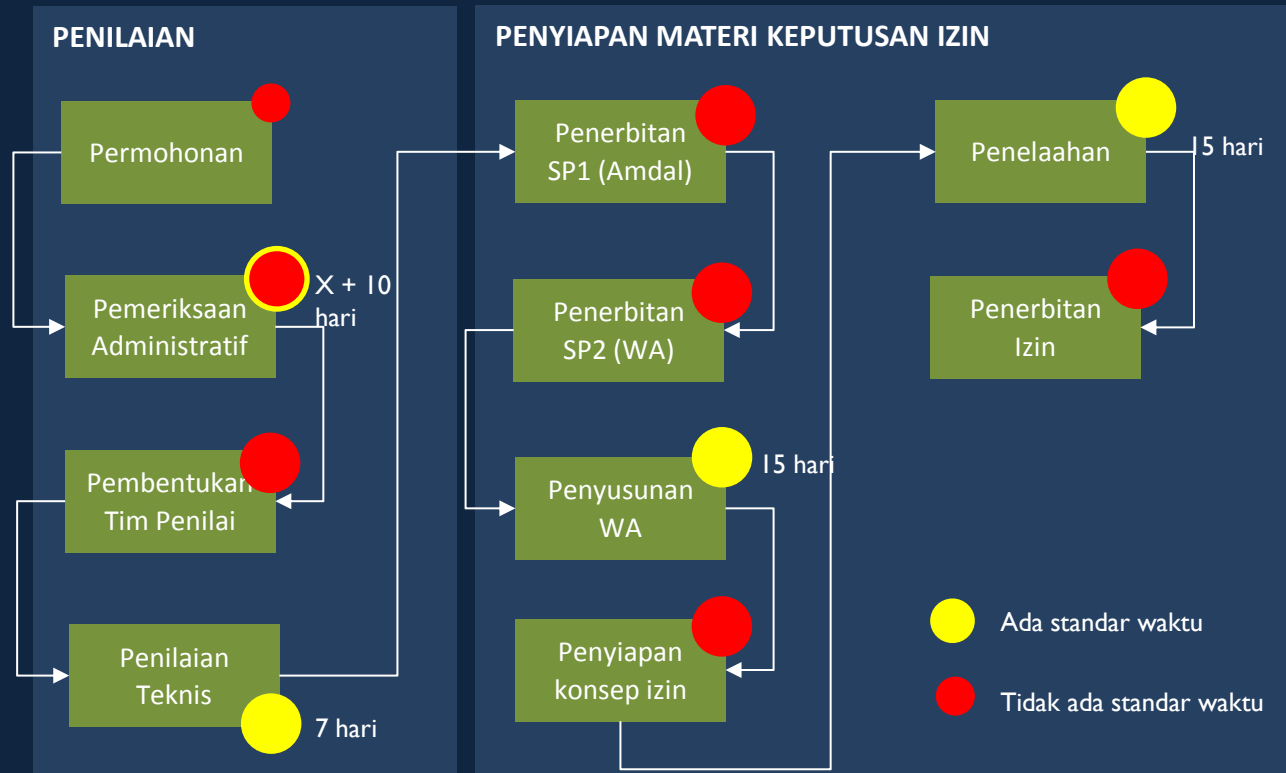 PENILAIAN
Permohonan
Pemeriksaan
Administratif
X + 10
hari
Pembentukan
Tim Penilai
Penilaian
Teknis
7 hari
PENYIAPAN MATERI KEPUTUSAN IZIN
Penerbitan
SP1 (Amdal)
Penerbitan
SP2 (WA)
Penyusunan
WA
15 hari
Penyiapan
konsep izin
Penelaahan
15 hari
Penerbitan
Izin
Ada standar waktu
Tidak ada standar waktu